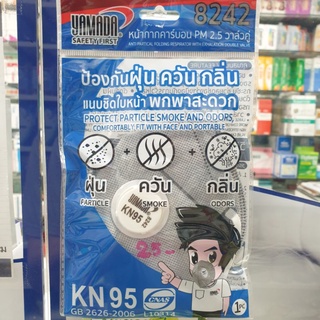 YAMADA
SAFETY FIRST
8242
หน้ากากคาร์บอน PM 2.5 วาล์วคู่
ป้องกันฝุ่น ควัน กลิ่น
แนบชิดใบหน้า พกพาสะดวก
PROTECT PARTICLE SMOKE AND ODORS
COMFORTABLY FIT WITH FACE AND PORTABLE
ฝุ่น ควัน กลิ่น
PARTICLE SMOKE ODORS
YAMADA
KN95
25-
KN 95
CNAS
GB 2626-2006
1PC